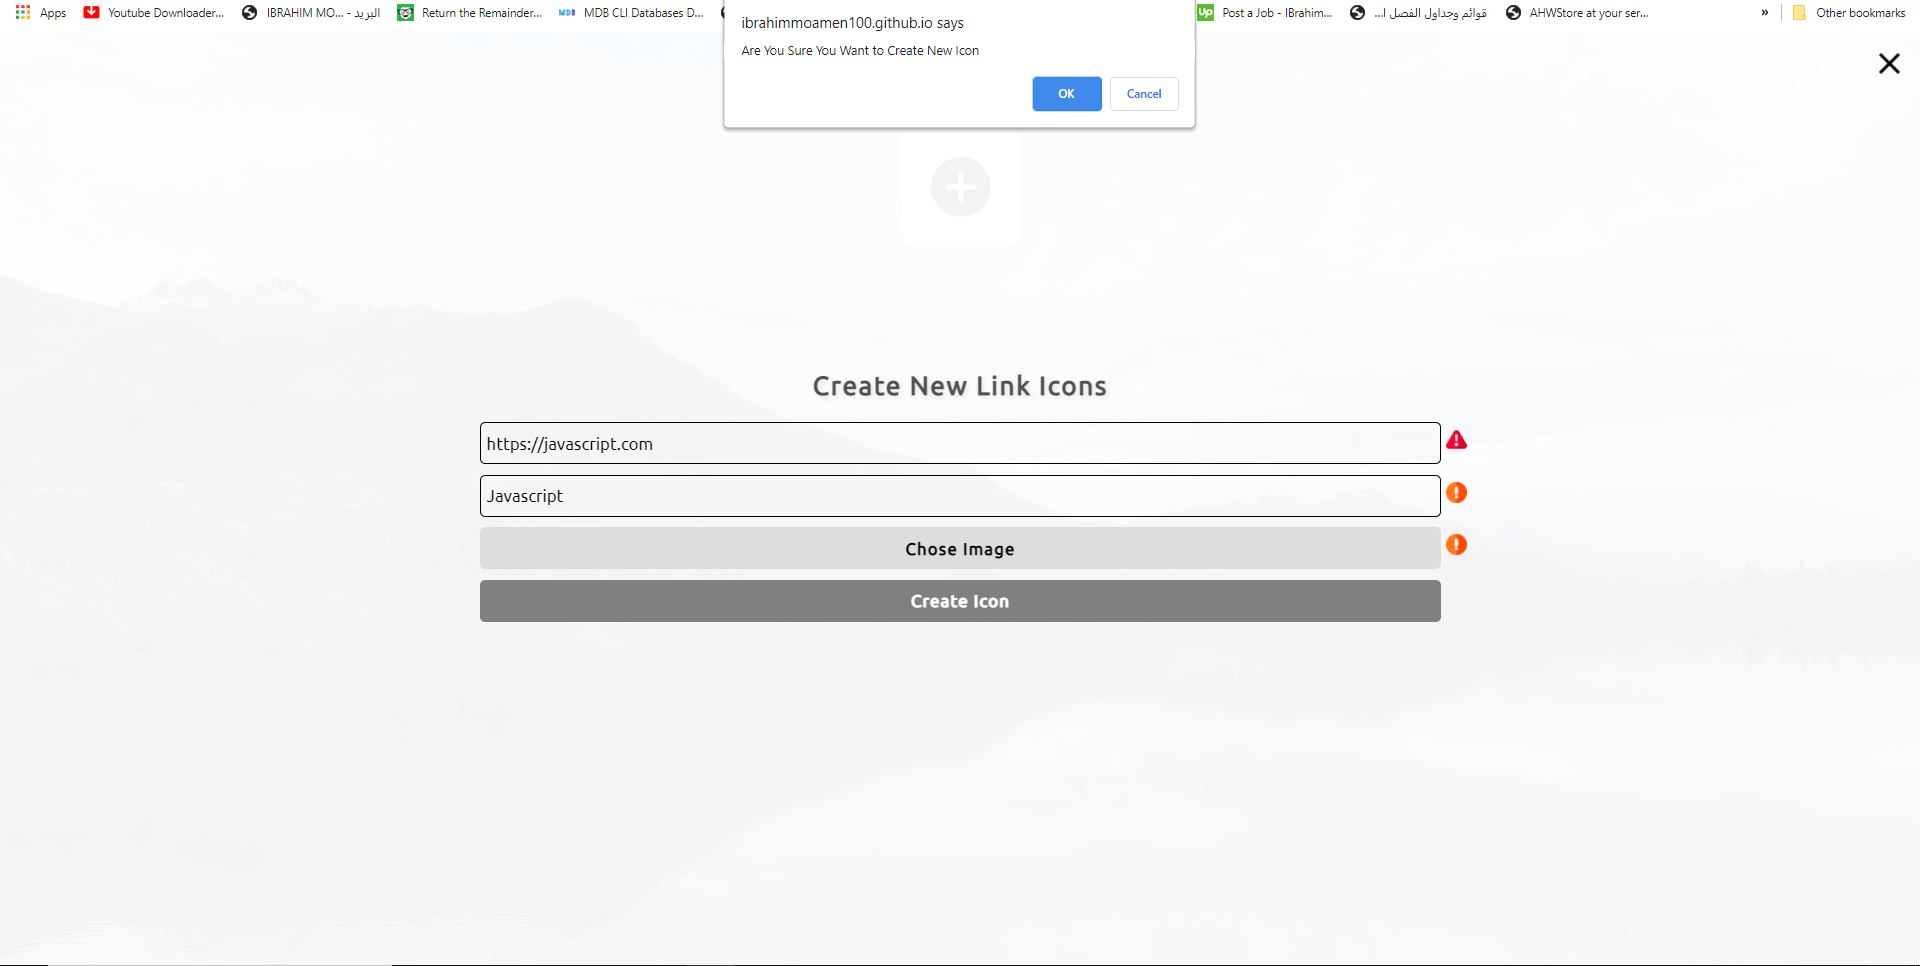 Apps Youtube Downloader... IBRAHIM MO... - البريد Return the Remainder... MDB CLI Databases D... Post a Job - IBrahim... قوائم وجداول الفصل ا... AHWStore at your ser... » Other bookmarks
ibrahimmoamen100.github.io says
Are You Sure You Want to Create New Icon
OK Cancel
Create New Link Icons
https://javascript.com
Javascript
Chose Image
Create Icon